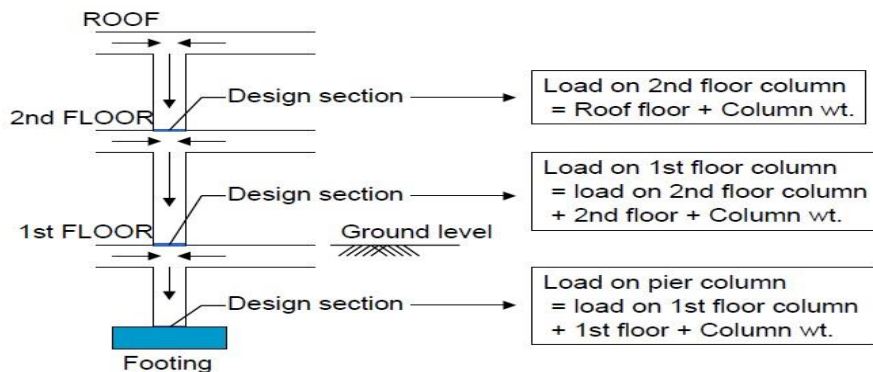 ROOF
Design section
Load on 2nd floor column
= Roof floor + Column wt.
2nd FLOOR
Design section
Load on 1st floor column
= load on 2nd floor column
+ 2nd floor + Column wt.
1st FLOOR
Ground level
Design section
Load on pier column
= load on 1st floor column
+ 1st floor + Column wt.
Footing